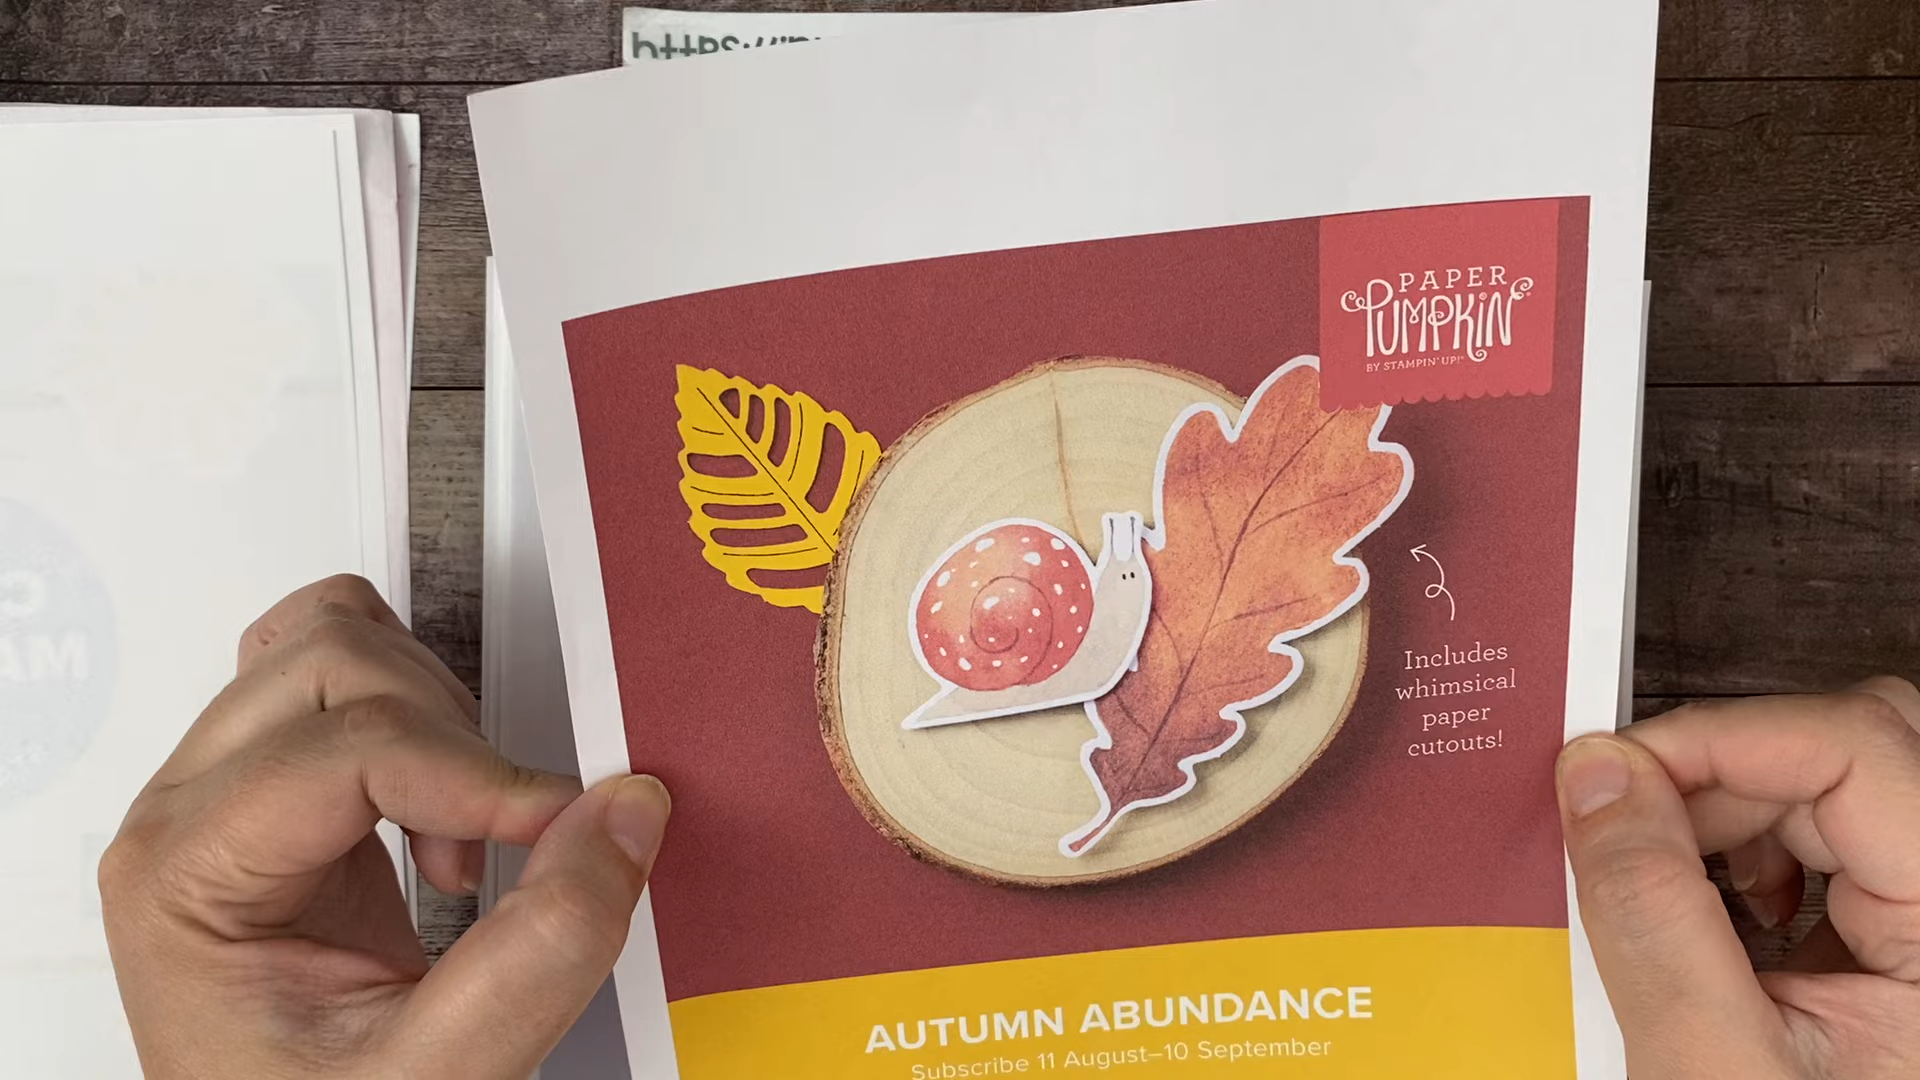 PAPER
PUMPKIN
BY STAMPIN' UP!®
Includes
whimsical
paper
cutouts!
AUTUMN ABUNDANCE
Subscribe 11 August–10 September